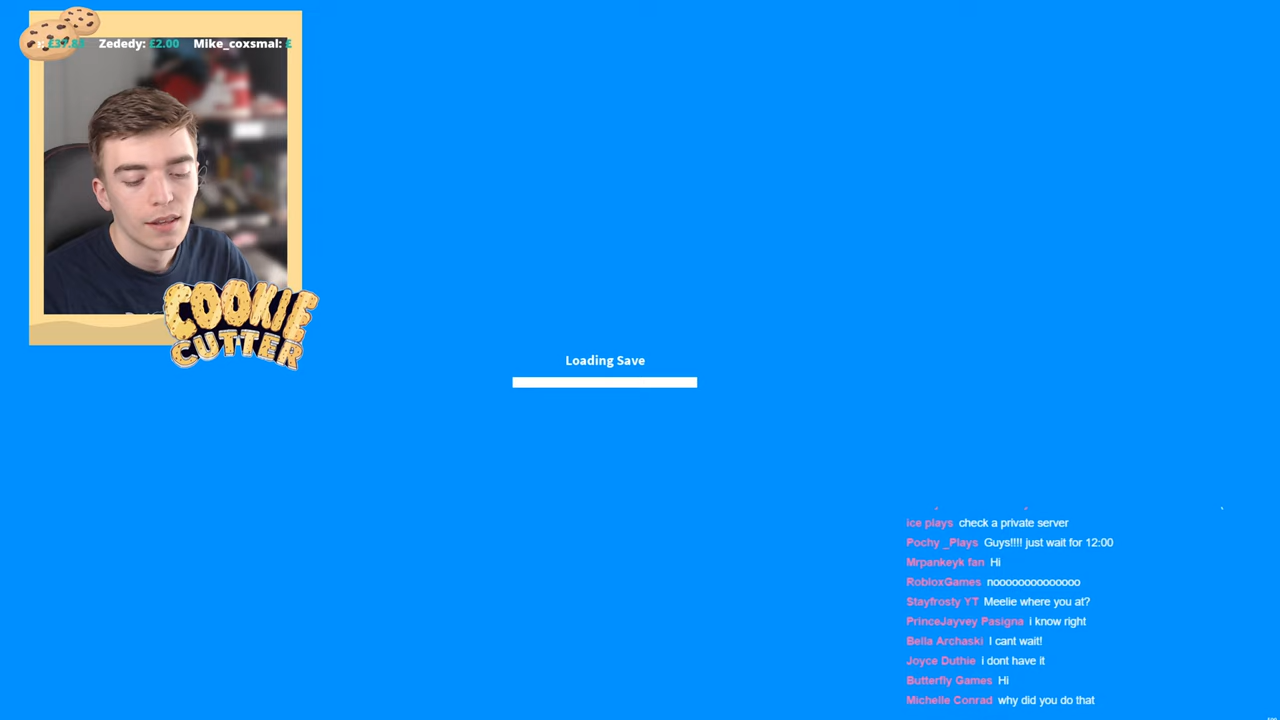 Zededy: £2.00 Mike_coxsmal: £
COOKIE
CUTTER
Loading Save
ice plays check a private server
Pochy _Plays Guys!!!! just wait for 12:00
Mrpankeyk fan Hi
RobloxGames noooooooooooooo
Stayfrosty YT Meelie where you at?
PrinceJayvey Pasigna i know right
Bella Archaski I cant wait!
Joyce Duthie i dont have it
Butterfly Games Hi
Michelle Conrad why did you do that